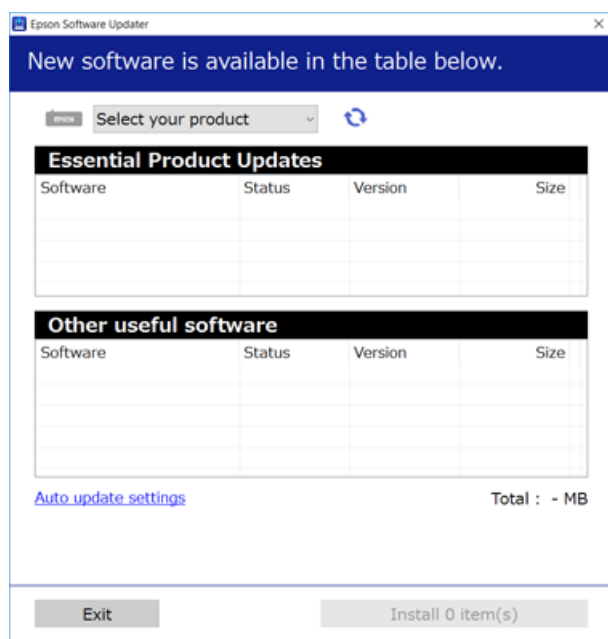 Epson Software Updater
New software is available in the table below.
EPSON Select your product
Essential Product Updates
Software Status Version Size
Other useful software
Software Status Version Size
Auto update settings Total : - MB
Exit Install 0 item(s)